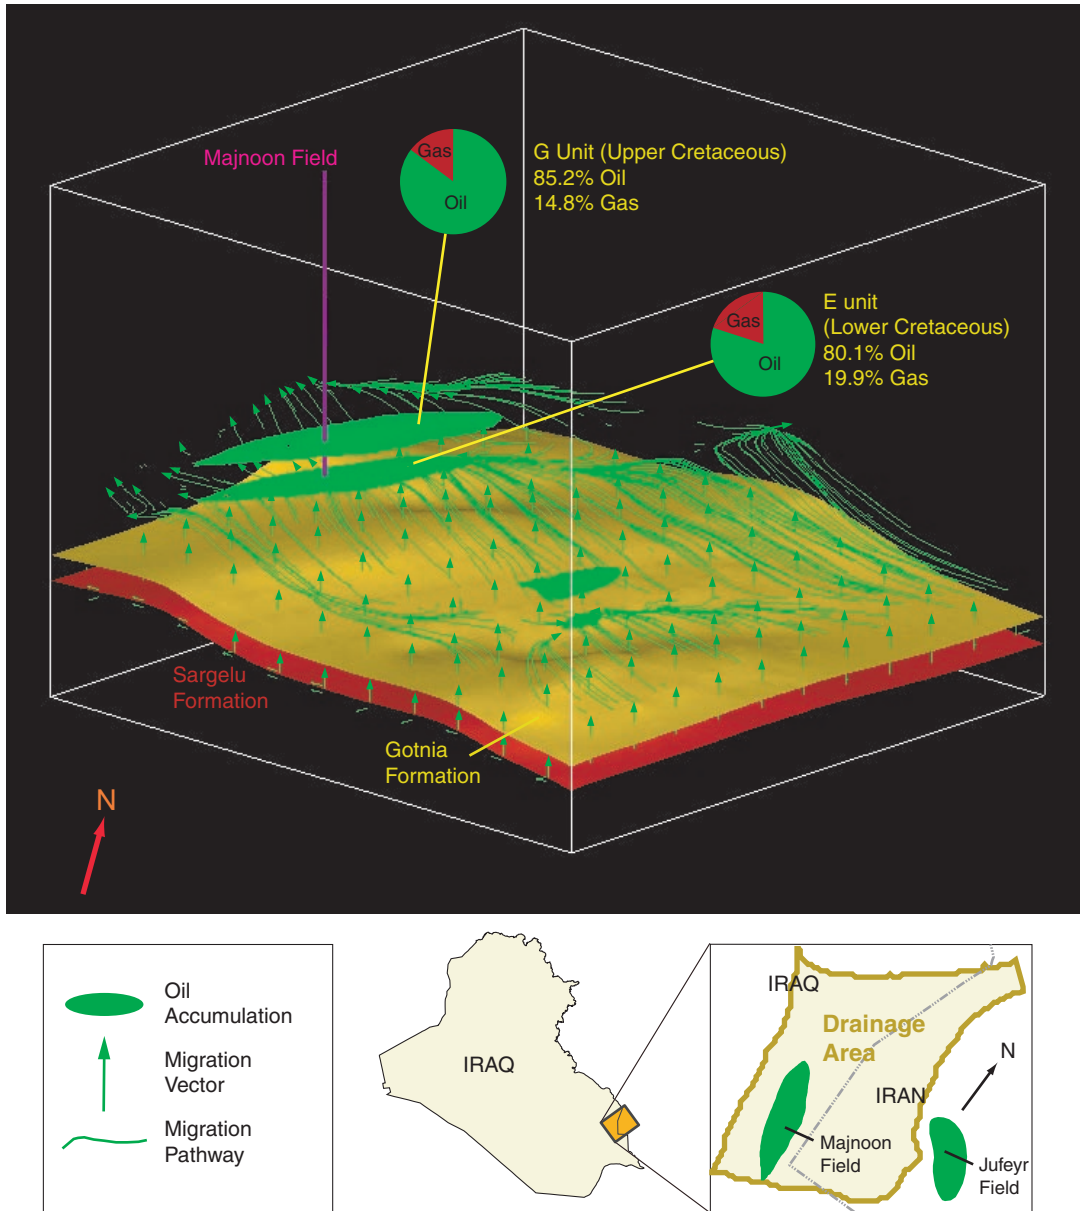 Majnoon Field
Gas
Oil
G Unit (Upper Cretaceous)
85.2% Oil
14.8% Gas
Gas
Oil
E unit
(Lower Cretaceous)
80.1% Oil
19.9% Gas
Sargelu
Formation
Gotnia
Formation
N
Oil
Accumulation
Migration
Vector
Migration
Pathway
IRAQ
IRAQ
Drainage
Area
N
IRAN
Majnoon
Field
Jufeyr
Field